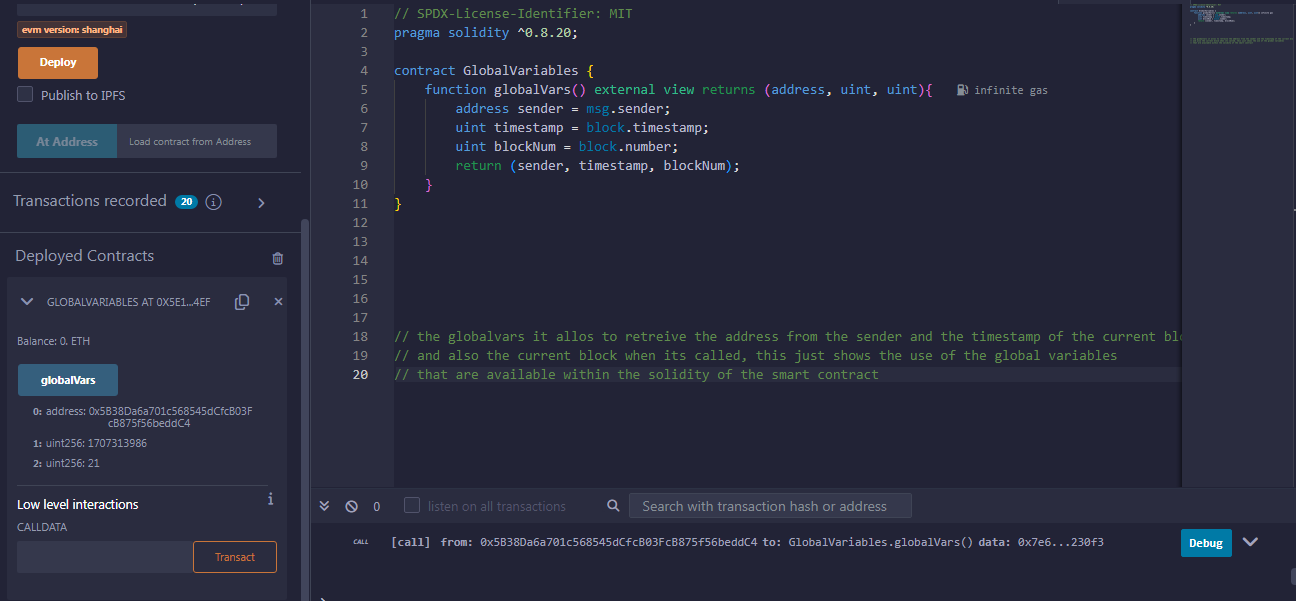 evm version: shanghai
Deploy
Publish to IPFS
At Address
Load contract from Address
Transactions recorded 20
Deployed Contracts
GLOBALVARIABLES AT 0X5E1...4EF
Balance: 0. ETH
globalVars
0: address: 0x5B38Da6a701c568545dCfcB03F
cB875f56beddC4
1: uint256: 1707313986
2: uint256: 21
Low level interactions
CALLDATA
Transact
1 // SPDX-License-Identifier: MIT
2 pragma solidity ^0.8.20;
3
4 contract GlobalVariables {
5 function globalVars() external view returns (address, uint, uint){ infinite gas
6 address sender = msg.sender;
7 uint timestamp = block.timestamp;
8 uint blockNum = block.number;
9 return (sender, timestamp, blockNum);
10 }
11 }
12
13
14
15
16
17
18 // the globalvars it allos to retreive the address from the sender and the timestamp of the current blo
19 // and also the current block when its called, this just shows the use of the global variables
20 // that are available within the solidity of the smart contract
0
listen on all transactions
Search with transaction hash or address
CALL [call] from: 0x5B38Da6a701c568545dCfcB03FcB875f56beddC4 to: GlobalVariables.globalVars() data: 0x7e6...230f3
Debug